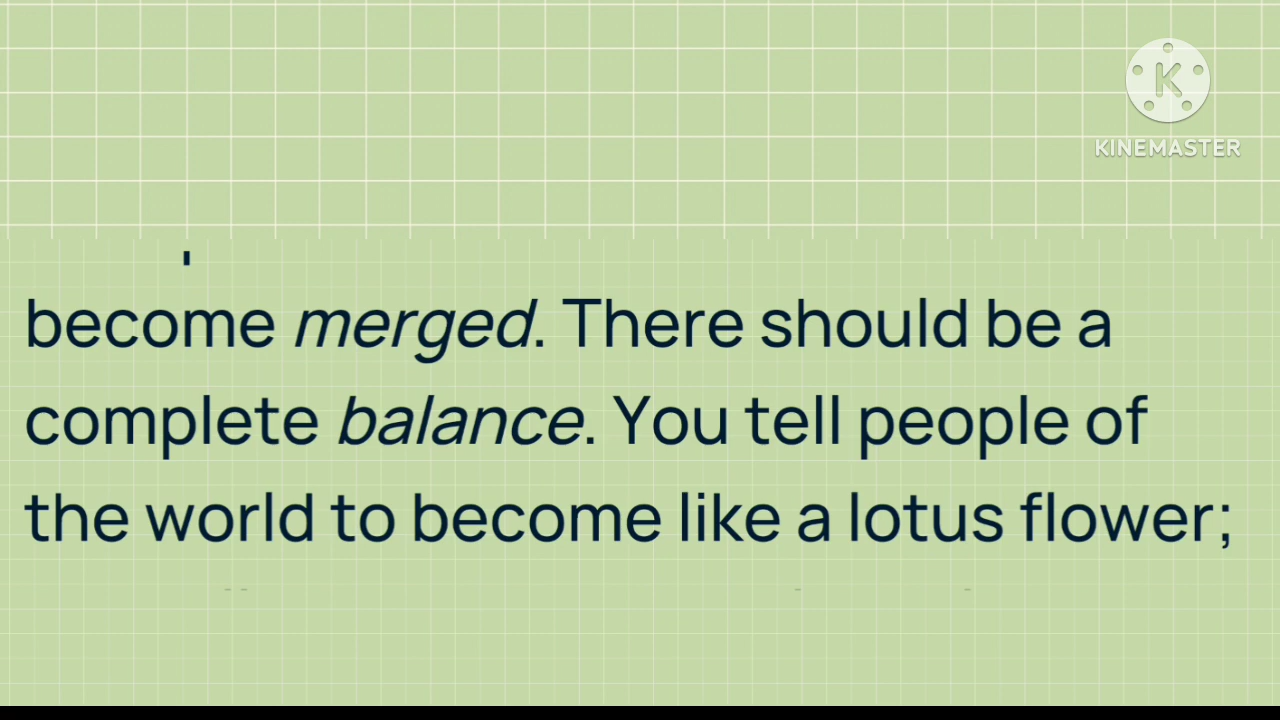 K
KINEMASTER
become merged. There should be a
complete balance. You tell people of
the world to become like a lotus flower;